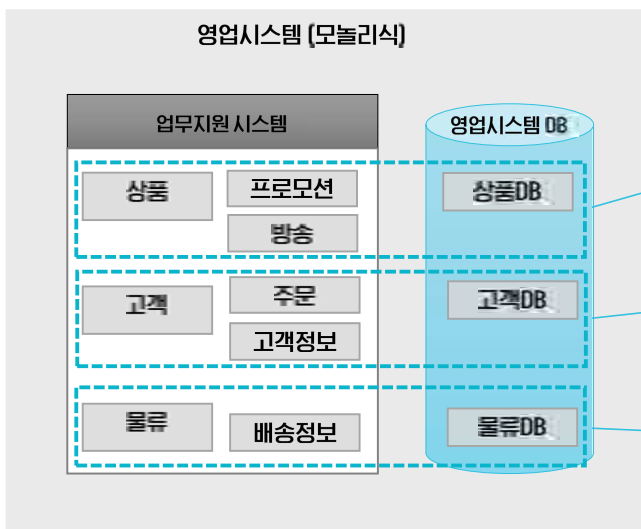 영업시스템 (모놀리식)
업무지원 시스템
영업시스템 DB
상품
프로모션
상품DB
방송
고객
주문
고객DB
고객정보
물류
배송정보
물류DB